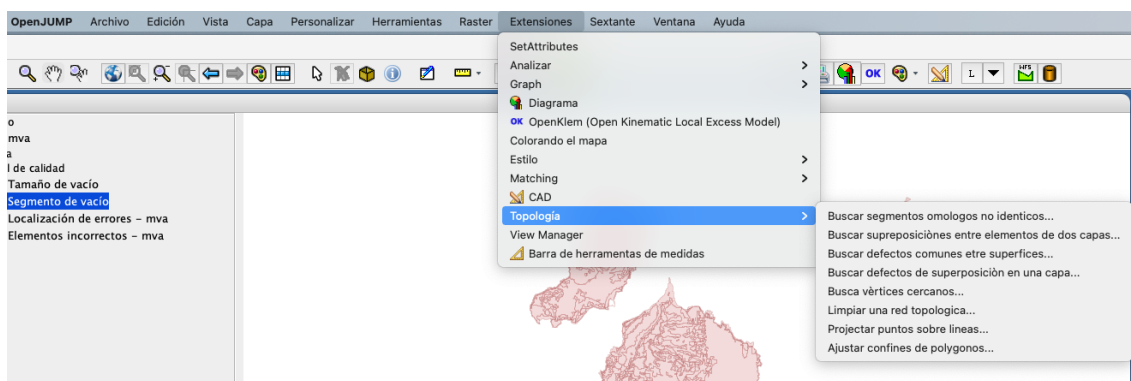 OpenJUMP Archivo Edición Vista Capa Personalizar Herramientas Raster Extensiones Sextante Ventana Ayuda
OK L HFS
SetAttributes
Analizar
Graph
Diagrama
OK OpenKlem (Open Kinematic Local Excess Model)
Colorando el mapa
Estilo
Matching
CAD
Topología
View Manager
Barra de herramentas de medidas
o
mva
a
l de calidad
Tamaño de vacío
Segmento de vacío
Localización de errores – mva
Elementos incorrectos – mva
Buscar segmentos omologos no identicos...
Buscar supreposiciònes entre elementos de dos capas...
Buscar defectos comunes etre superfices...
Buscar defectos de superposiciòn en una capa...
Busca vèrtices cercanos...
Limpiar una red topologica...
Projectar puntos sobre lineas...
Ajustar confines de polygonos...